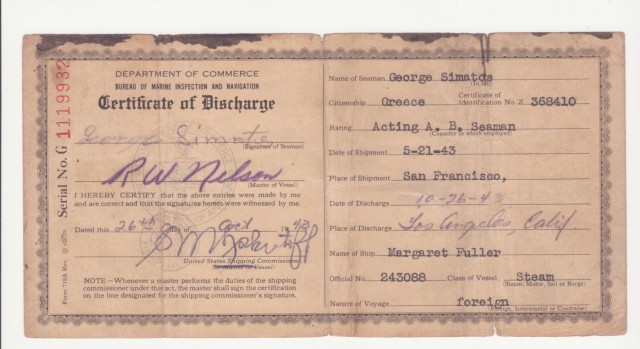 Serial No. G 1119932
DEPARTMENT OF COMMERCE
BUREAU OF MARINE INSPECTION AND NAVIGATION
Certificate of Discharge
George Simatos
(Signature of Seaman)
R W Nelson
(Master of Vessel)
I HEREBY CERTIFY that the above entries were made by me
and are correct and that the signatures hereto were witnessed by me.
Dated this 26th day of Oct 1943
United States Shipping Commissioner
NOTE—Whenever a master performs the duties of the shipping
commissioner under this act, the master shall sign the certification
on the line designated for the shipping commissioner's signature.
Name of Seaman George Simatos
Citizenship Greece Certificate of Identification No. Z 368410
Rating Acting A. B. Seaman
(Capacity in which employed)
Date of Shipment 5-21-43
Place of Shipment San Francisco,
Date of Discharge 10-26-43
Place of Discharge Los Angeles, Calif
Name of Ship Margaret Fuller
Official No. 243088 Class of Vessel Steam
(Steam, Motor, Sail or Barge)
Nature of Voyage foreign
(Foreign, Intercoastal or Coastwise)